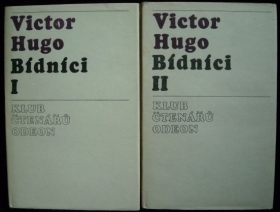 Victor
Hugo
Bídníci
I
KLUB
ČTENÁŘŮ
ODEON
Victor
Hugo
Bídníci
II
KLUB
ČTENÁŘŮ
ODEON